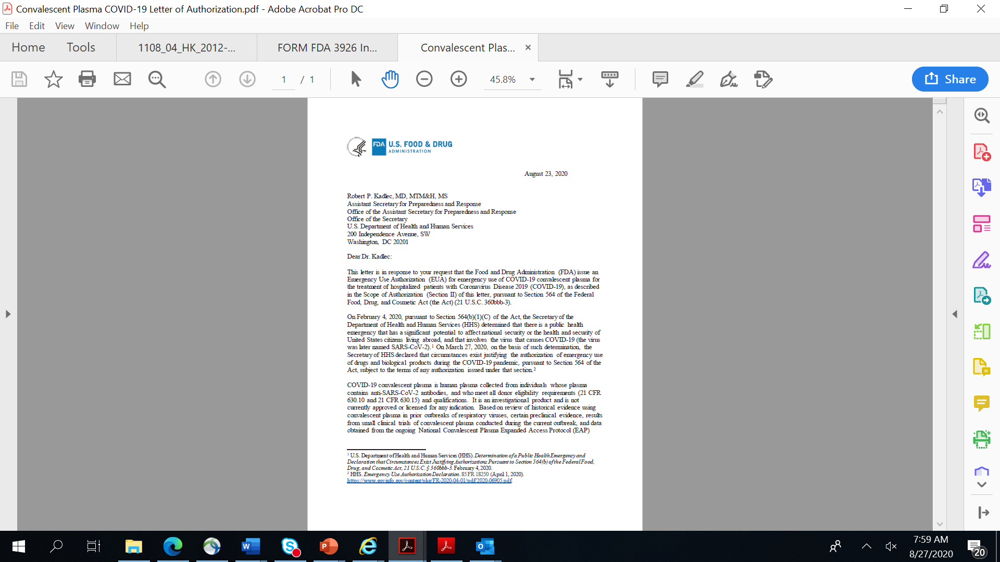 Convalescent Plasma COVID-19 Letter of Authorization.pdf - Adobe Acrobat Pro DC
File Edit View Window Help
Home Tools 1108_04_HK_2012-... FORM FDA 3926 In... Convalescent Plas... ×
1 / 1 45.8% Share
FDA U.S. FOOD & DRUG
ADMINISTRATION
August 23, 2020
Robert P. Kadlec, MD, MTM&H, MS
Assistant Secretary for Preparedness and Response
Office of the Assistant Secretary for Preparedness and Response
Office of the Secretary
U.S. Department of Health and Human Services
200 Independence Avenue, SW
Washington, DC 20201
Dear Dr. Kadlec:
This letter is in response to your request that the Food and Drug Administration (FDA) issue an
Emergency Use Authorization (EUA) for emergency use of COVID-19 convalescent plasma for
the treatment of hospitalized patients with Coronavirus Disease 2019 (COVID-19), as described
in the Scope of Authorization (Section II) of this letter, pursuant to Section 564 of the Federal
Food, Drug, and Cosmetic Act (the Act) (21 U.S.C. 360bbb-3).
On February 4, 2020, pursuant to Section 564(b)(1)(C) of the Act, the Secretary of the
Department of Health and Human Services (HHS) determined that there is a public health
emergency that has a significant potential to affect national security or the health and security of
United States citizens living abroad, and that involves the virus that causes COVID-19 (the virus
was later named SARS-CoV-2).¹ On March 27, 2020, on the basis of such determination, the
Secretary of HHS declared that circumstances exist justifying the authorization of emergency use
of drugs and biological products during the COVID-19 pandemic, pursuant to Section 564 of the
Act, subject to the terms of any authorization issued under that section.²
COVID-19 convalescent plasma is human plasma collected from individuals whose plasma
contains anti-SARS-CoV-2 antibodies, and who meet all donor eligibility requirements (21 CFR
630.10 and 21 CFR 630.15) and qualifications. It is an investigational product and is not
currently approved or licensed for any indication. Based on review of historical evidence using
convalescent plasma in prior outbreaks of respiratory viruses, certain preclinical evidence, results
from small clinical trials of convalescent plasma conducted during the current outbreak, and data
obtained from the ongoing National Convalescent Plasma Expanded Access Protocol (EAP)
¹ U.S. Department of Health and Human Services (HHS). Determination of a Public Health Emergency and
Declaration that Circumstances Exist Justifying Authorizations Pursuant to Section 564(b) of the Federal Food,
Drug, and Cosmetic Act, 21 U.S.C. § 360bbb-3. February 4, 2020.
² HHS. Emergency Use Authorization Declaration. 85 FR 18250 (April 1, 2020).
https://www.govinfo.gov/content/pkg/FR-2020-04-01/pdf/2020-06905.pdf.
7:59 AM
8/27/2020
20